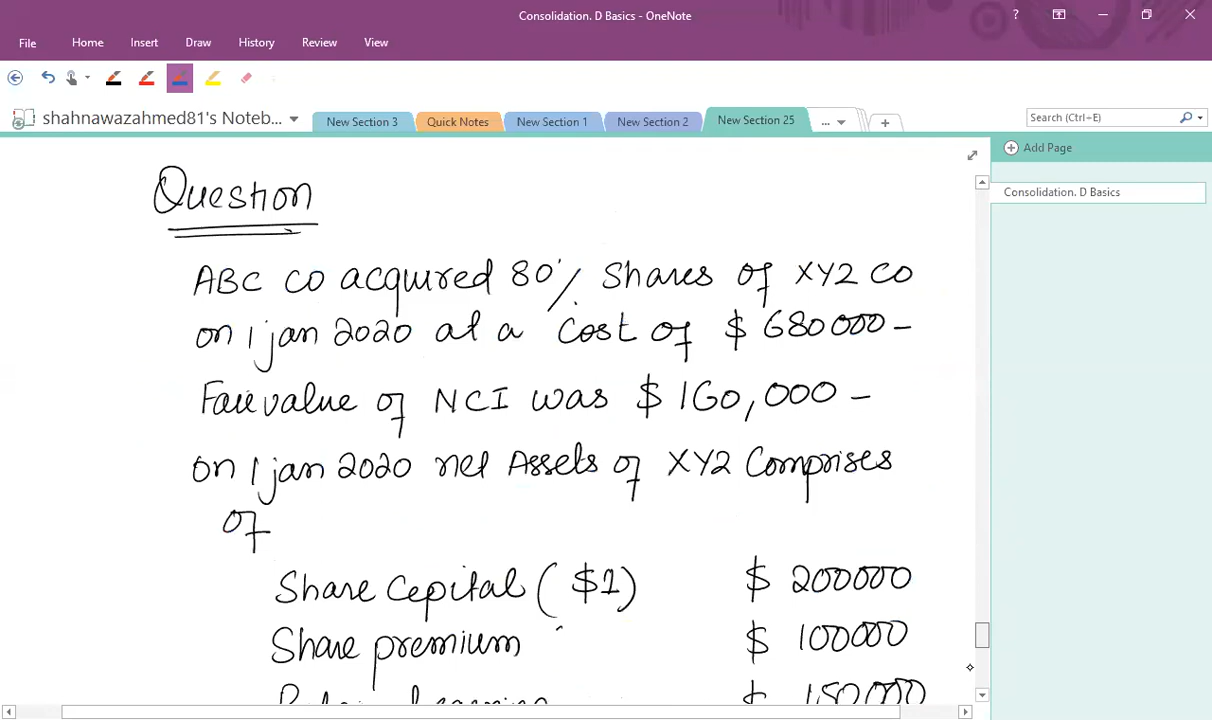 Consolidation. D Basics - OneNote
?
File Home Insert Draw History Review View
shahnawazahmed81's Noteb...
New Section 3
Quick Notes
New Section 1
New Section 2
New Section 25
...
Search (Ctrl+E)
Add Page
Consolidation. D Basics
Question
ABC co acquired 80% Shares of XYZ CO
on 1 jan 2020 at a Cost of $ 680000 -
Fair value of NCI was $ 160,000 -
on 1 jan 2020 net Assets of XYZ Comprises
of
Share Cepital ($1) $ 200000
Share premium $ 100000
$ 150000